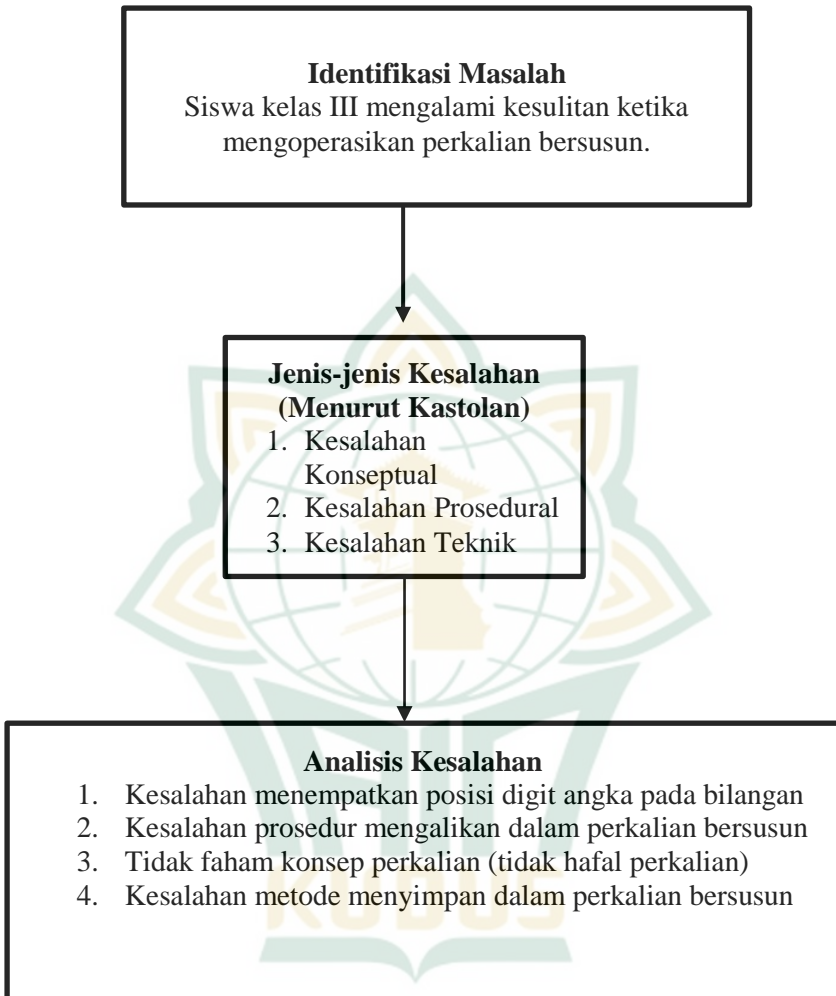 Identifikasi Masalah
Siswa kelas III mengalami kesulitan ketika
mengoperasikan perkalian bersusun.
Jenis-jenis Kesalahan
(Menurut Kastolan)
1. Kesalahan
Konseptual
2. Kesalahan Prosedural
3. Kesalahan Teknik
Analisis Kesalahan
1. Kesalahan menempatkan posisi digit angka pada bilangan
2. Kesalahan prosedur mengalikan dalam perkalian bersusun
3. Tidak faham konsep perkalian (tidak hafal perkalian)
4. Kesalahan metode menyimpan dalam perkalian bersusun
KUDUS